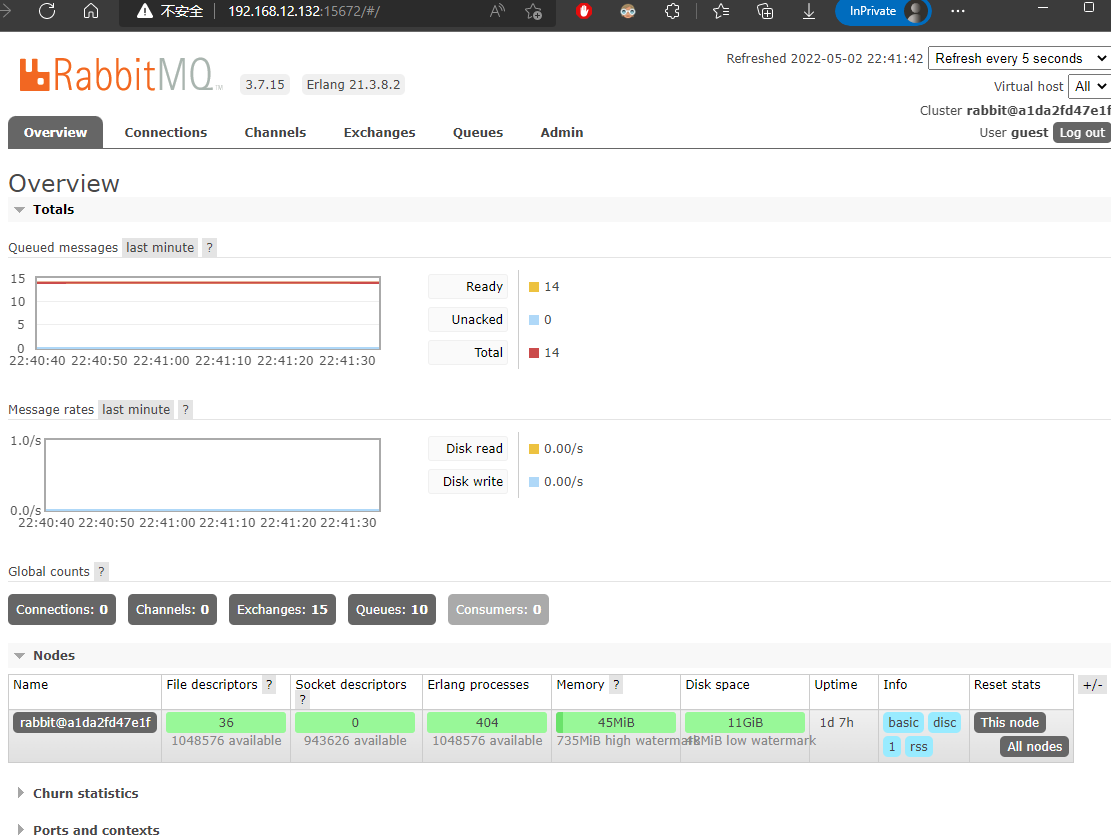 不安全 192.168.12.132:15672/#/ InPrivate
RabbitMQ™ 3.7.15 Erlang 21.3.8.2
Refreshed 2022-05-02 22:41:42 Refresh every 5 seconds
Virtual host All
Cluster rabbit@a1da2fd47e1f
User guest Log out
Overview Connections Channels Exchanges Queues Admin
Overview
Totals
Queued messages last minute ?
15
10
5
0
22:40:40 22:40:50 22:41:00 22:41:10 22:41:20 22:41:30
Ready 14
Unacked 0
Total 14
Message rates last minute ?
1.0/s
0.0/s
22:40:40 22:40:50 22:41:00 22:41:10 22:41:20 22:41:30
Disk read 0.00/s
Disk write 0.00/s
Global counts ?
Connections: 0 Channels: 0 Exchanges: 15 Queues: 10 Consumers: 0
Nodes
Name File descriptors ? Socket descriptors ? Erlang processes Memory ? Disk space Uptime Info Reset stats +/-
rabbit@a1da2fd47e1f 36 0 404 45MiB 11GiB 1d 7h basic disc This node
1048576 available 943626 available 1048576 available 735MiB high watermark 48MiB low watermark 1 rss All nodes
Churn statistics
Ports and contexts